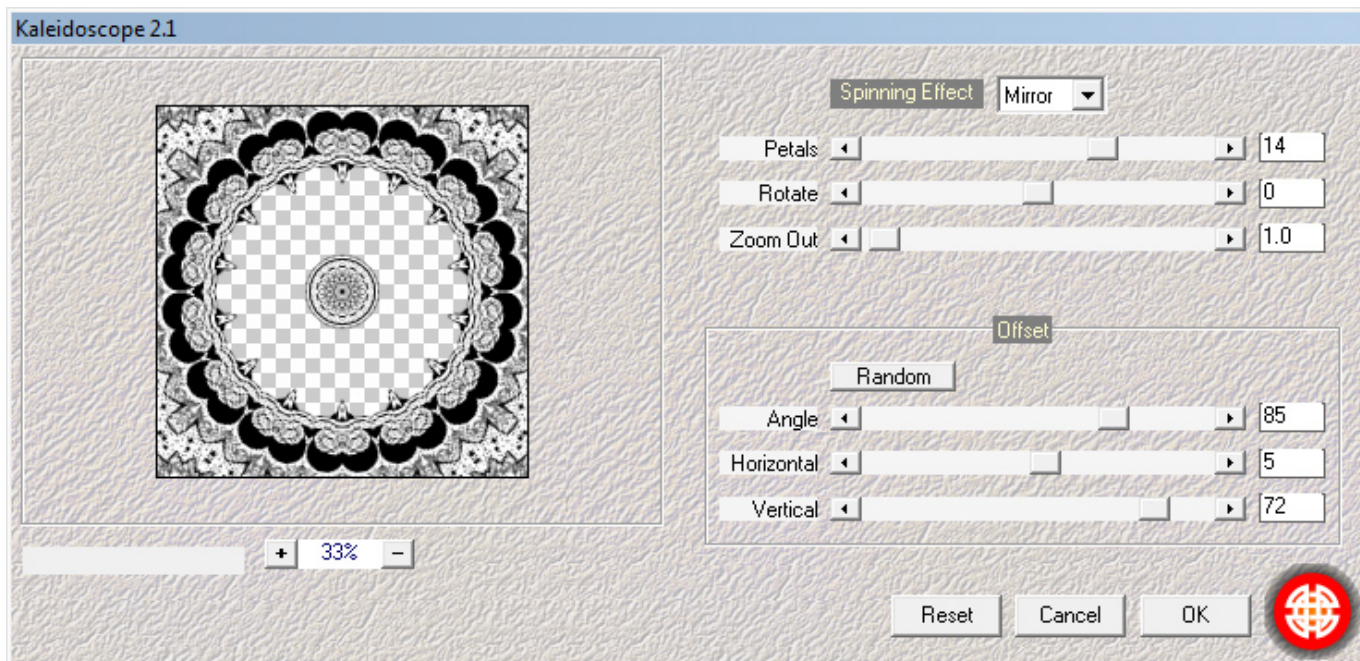 Kaleidoscope 2.1
Spinning Effect Mirror
Petals 14
Rotate 0
Zoom Out 1.0
Offset
Random
Angle 85
Horizontal 5
Vertical 72
+ 33% −
Reset Cancel OK